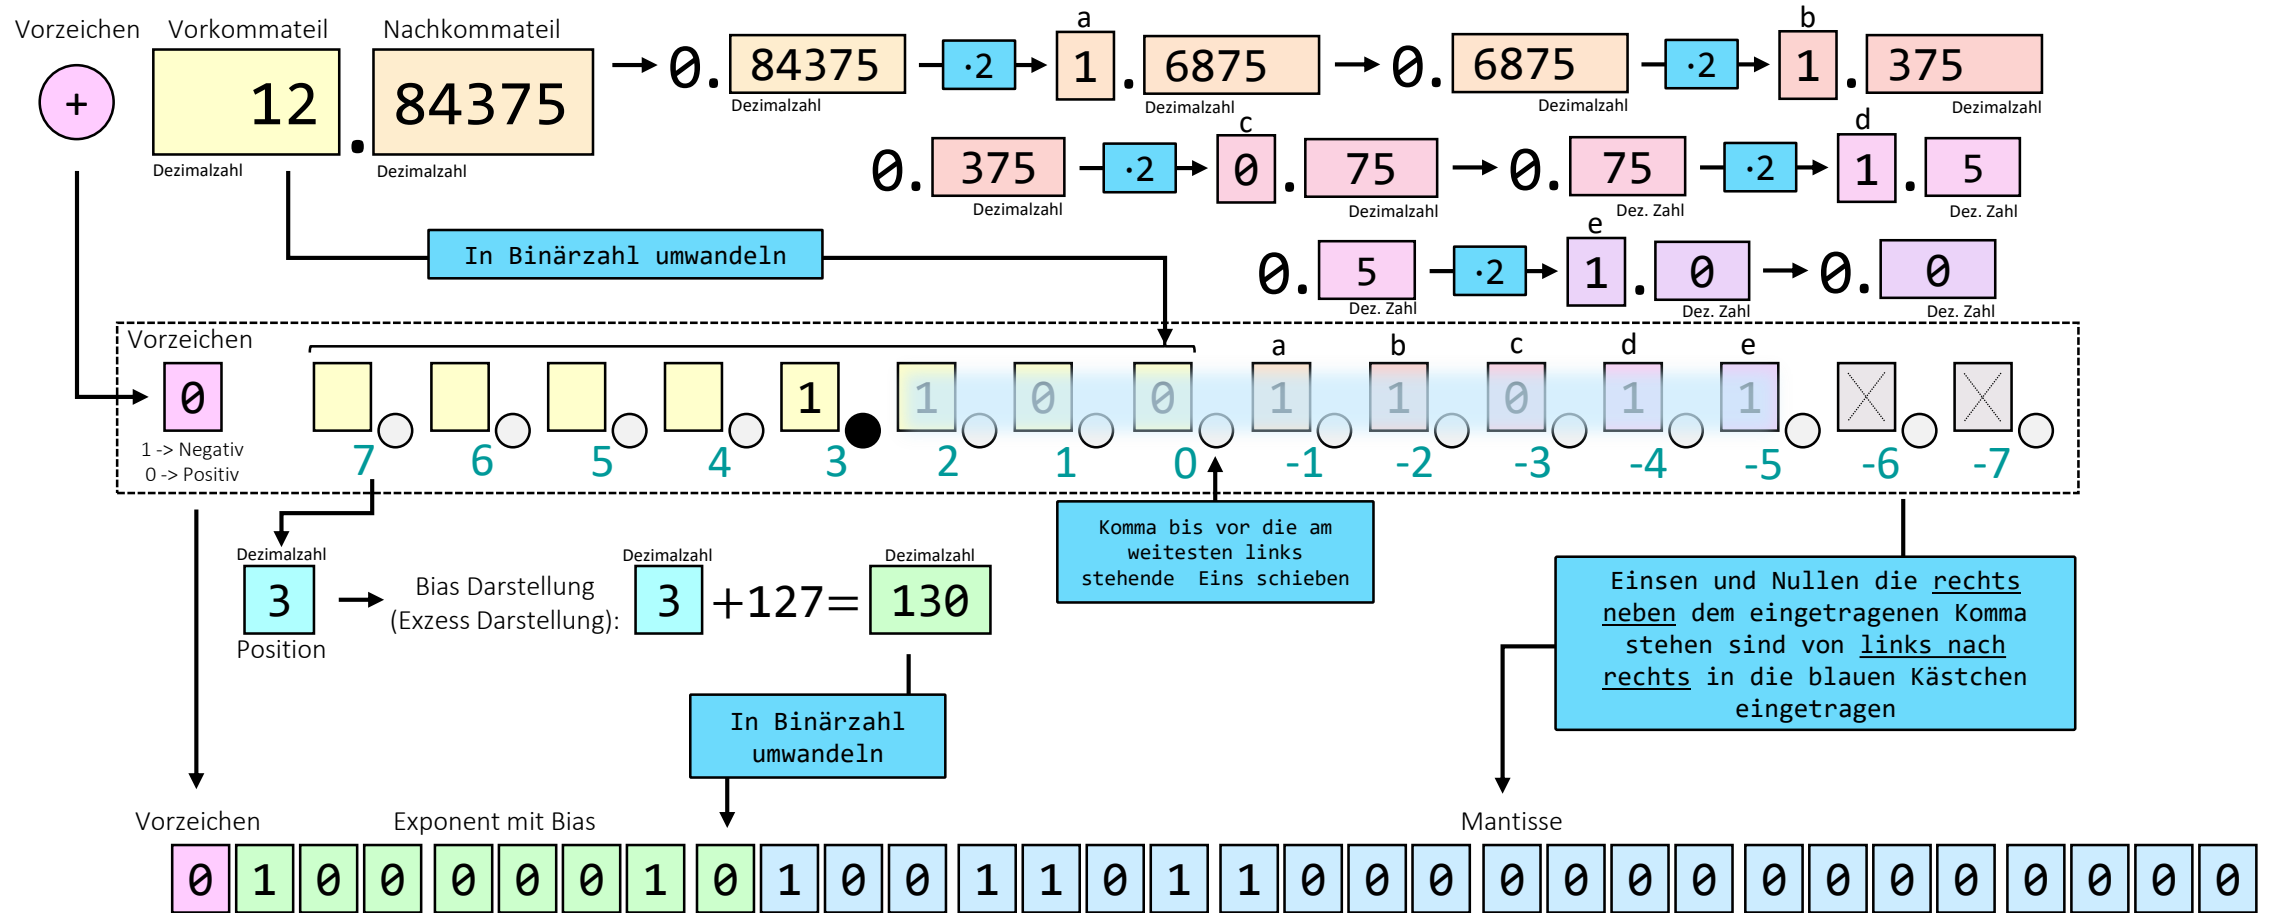 Vorzeichen Vorkommateil Nachkommateil
+ 12 . 84375
Dezimalzahl Dezimalzahl
0. 84375 ·2 a 1 . 6875 0. 6875 ·2 b 1 . 375
Dezimalzahl Dezimalzahl Dezimalzahl Dezimalzahl
0. 375 ·2 c 0 . 75 0. 75 ·2 d 1 . 5
Dezimalzahl Dezimalzahl Dez. Zahl Dez. Zahl
0. 5 ·2 e 1 . 0 0. 0
Dez. Zahl Dez. Zahl Dez. Zahl
In Binärzahl umwandeln
Vorzeichen
a b c d e
0 1 1 0 0 1 1 0 1 1
1 -> Negativ
0 -> Positiv
7 6 5 4 3 2 1 0 -1 -2 -3 -4 -5 -6 -7
Dezimalzahl
3
Position
Bias Darstellung
(Exzess Darstellung):
Dezimalzahl Dezimalzahl
3 +127= 130
Komma bis vor die am
weitesten links
stehende Eins schieben
Einsen und Nullen die rechts
neben dem eingetragenen Komma
stehen sind von links nach
rechts in die blauen Kästchen
eingetragen
In Binärzahl
umwandeln
Vorzeichen Exponent mit Bias Mantisse
0 1 0 0 0 0 0 1 0 1 0 0 1 1 0 1 1 0 0 0 0 0 0 0 0 0 0 0 0 0 0 0